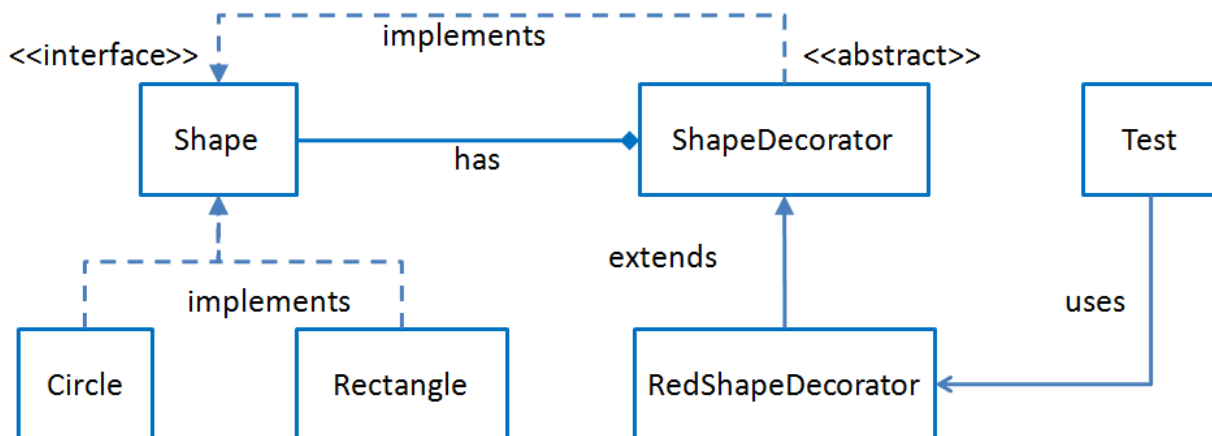 implements
<<interface>>
<<abstract>>
Shape
has
ShapeDecorator
Test
extends
implements
uses
Circle
Rectangle
RedShapeDecorator